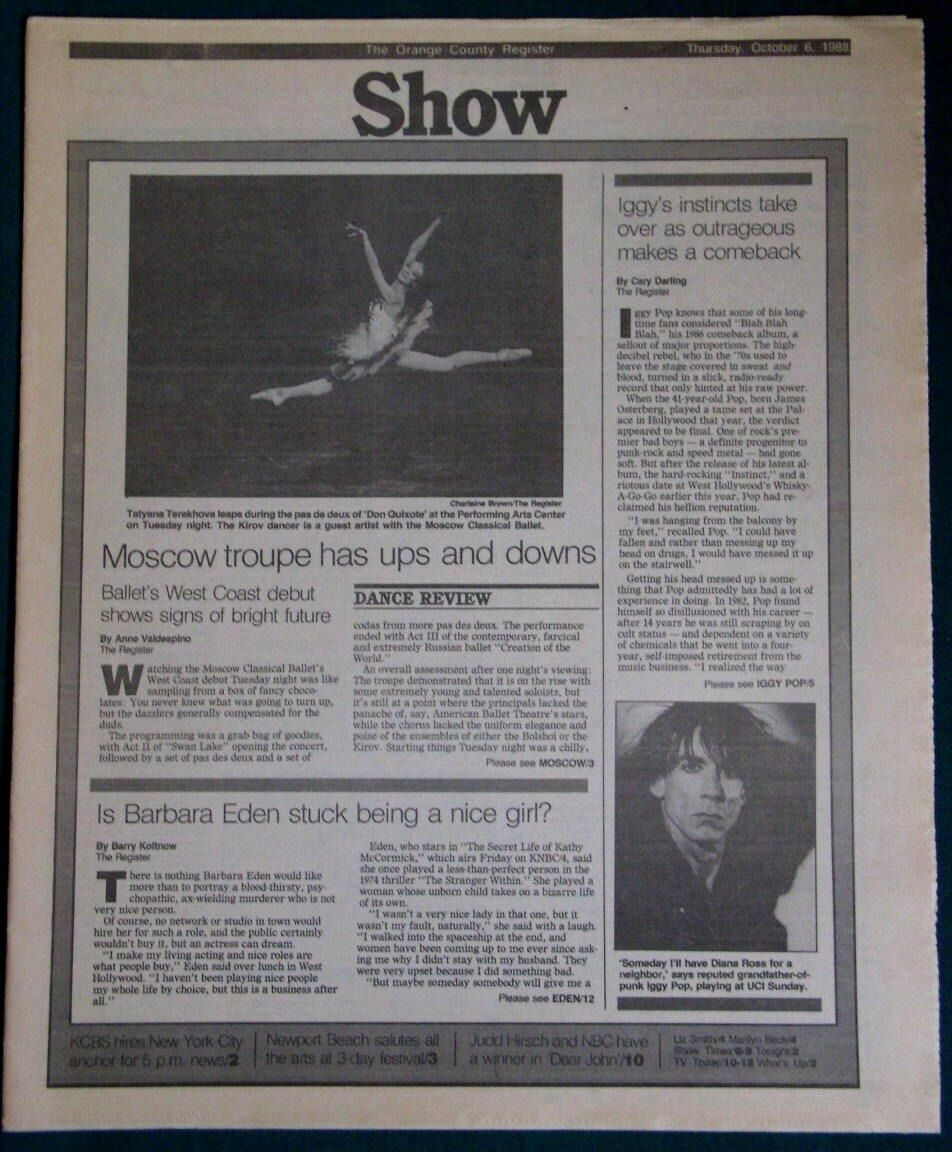 The Orange County Register
Thursday, October 6, 1988
Show
Charlaine Brown/The Register
Tatyana Terekhova leaps during the pas de deux of 'Don Quixote' at the Performing Arts Center
on Tuesday night. The Kirov dancer is a guest artist with the Moscow Classical Ballet.
Moscow troupe has ups and downs
Ballet's West Coast debut
shows signs of bright future
By Anne Valdespino
The Register
Watching the Moscow Classical Ballet's
West Coast debut Tuesday night was like
sampling from a box of fancy choco-
lates: You never knew what was going to turn up,
but the dazzlers generally compensated for the
duds.
The programming was a grab bag of goodies,
with Act II of "Swan Lake" opening the concert,
followed by a set of pas des deux and a set of
DANCE REVIEW
codas from more pas des deux. The performance
ended with Act III of the contemporary, farcical
and extremely Russian ballet "Creation of the
World."
An overall assessment after one night's viewing:
The troupe demonstrated that it is on the rise with
some extremely young and talented soloists, but
it's still at a point where the principals lacked the
panache of, say, American Ballet Theatre's stars,
while the chorus lacked the uniform elegance and
poise of the ensembles of either the Bolshoi or the
Kirov. Starting things Tuesday night was a chilly,
Please see MOSCOW/3
Is Barbara Eden stuck being a nice girl?
By Barry Koltnow
The Register
There is nothing Barbara Eden would like
more than to portray a blood-thirsty, psy-
chopathic, ax-wielding murderer who is not
very nice person.
Of course, no network or studio in town would
hire her for such a role, and the public certainly
wouldn't buy it, but an actress can dream.
"I make my living acting and nice roles are
what people buy," Eden said over lunch in West
Hollywood. "I haven't been playing nice people
my whole life by choice, but this is a business after
all."
Eden, who stars in "The Secret Life of Kathy
McCormick," which airs Friday on KNBC/4, said
she once played a less-than-perfect person in the
1974 thriller "The Stranger Within." She played a
woman whose unborn child takes on a bizarre life
of its own.
"I wasn't a very nice lady in that one, but it
wasn't my fault, naturally," she said with a laugh.
"I walked into the spaceship at the end, and
women have been coming up to me ever since ask-
ing me why I didn't stay with my husband. They
were very upset because I did something bad.
"But maybe someday somebody will give me a
Please see EDEN/12
Iggy's instincts take
over as outrageous
makes a comeback
By Cary Darling
The Register
Iggy Pop knows that some of his long-
time fans considered "Blah Blah
Blah," his 1986 comeback album, a
sellout of major proportions. The high-
decibel rebel, who in the '70s used to
leave the stage covered in sweat and
blood, turned in a slick, radio-ready
record that only hinted at his raw power.
When the 41-year-old Pop, born James
Osterberg, played a tame set at the Pal-
ace in Hollywood that year, the verdict
appeared to be final. One of rock's pre-
mier bad boys — a definite progenitor to
punk-rock and speed metal — had gone
soft. But after the release of his latest al-
bum, the hard-rocking "Instinct," and a
riotous date at West Hollywood's Whisky-
A-Go-Go earlier this year, Pop had re-
claimed his hellion reputation.
"I was hanging from the balcony by
my feet," recalled Pop. "I could have
fallen and rather than messing up my
head on drugs, I would have messed it up
on the stairwell."
Getting his head messed up is some-
thing that Pop admittedly has had a lot of
experience in doing. In 1982, Pop found
himself so disillusioned with his career —
after 14 years he was still scraping by on
cult status — and dependent on a variety
of chemicals that he went into a four-
year, self-imposed retirement from the
music business. "I realized the way
Please see IGGY POP/5
'Someday I'll have Diana Ross for a
neighbor,' says reputed grandfather-of-
punk Iggy Pop, playing at UCI Sunday.
KCBS hires New York City
anchor for 5 p.m. news/2
Newport Beach salutes all
the arts at 3-day festival/3
Judd Hirsch and NBC have
a winner in 'Dear John'/10
Liz Smith/4 Marilyn Beck/4
Show Times/6-9 Tonight/2
TV Today/10-12 What's Up/2